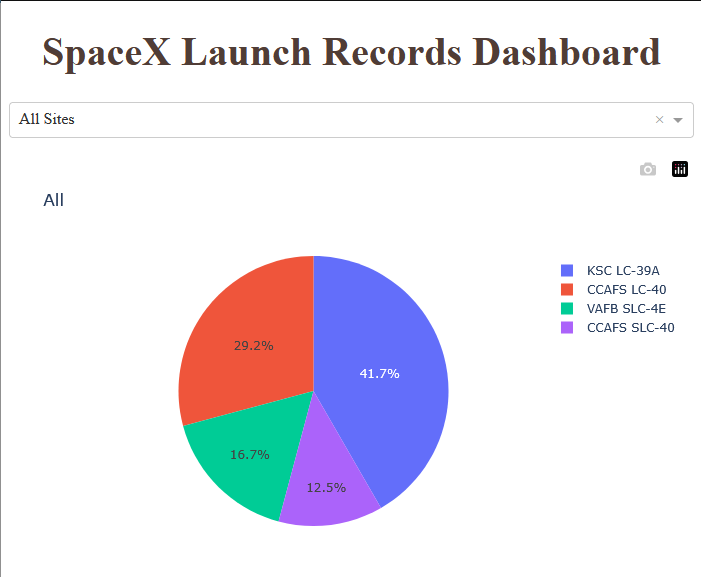 SpaceX Launch Records Dashboard
All Sites
All
KSC LC-39A
CCAFS LC-40
VAFB SLC-4E
CCAFS SLC-40
29.2%
41.7%
16.7%
12.5%